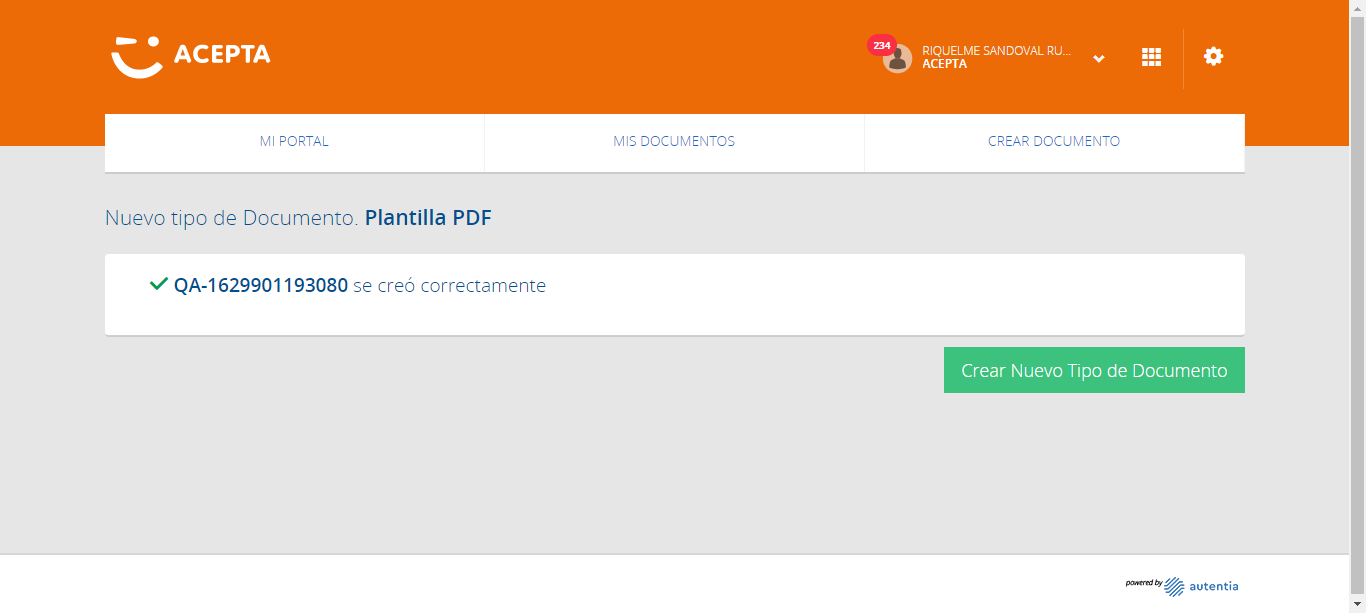 ACEPTA
234
RIQUELME SANDOVAL RU...
ACEPTA
MI PORTAL
MIS DOCUMENTOS
CREAR DOCUMENTO
Nuevo tipo de Documento. Plantilla PDF
QA-1629901193080 se creó correctamente
Crear Nuevo Tipo de Documento
powered by autentia